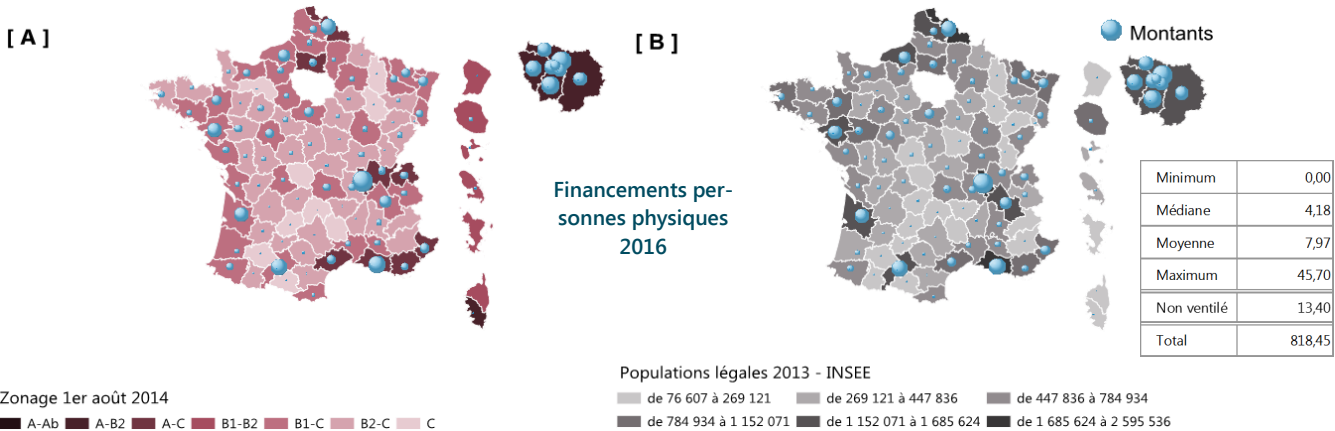 [ A ]
Financements per-
sonnes physiques
2016
Zonage 1er août 2014
A-Ab A-B2 A-C B1-B2 B1-C B2-C C
[ B ]
Montants
Minimum 0,00
Médiane 4,18
Moyenne 7,97
Maximum 45,70
Non ventilé 13,40
Total 818,45
Populations légales 2013 - INSEE
de 76 607 à 269 121 de 269 121 à 447 836 de 447 836 à 784 934
de 784 934 à 1 152 071 de 1 152 071 à 1 685 624 de 1 685 624 à 2 595 536